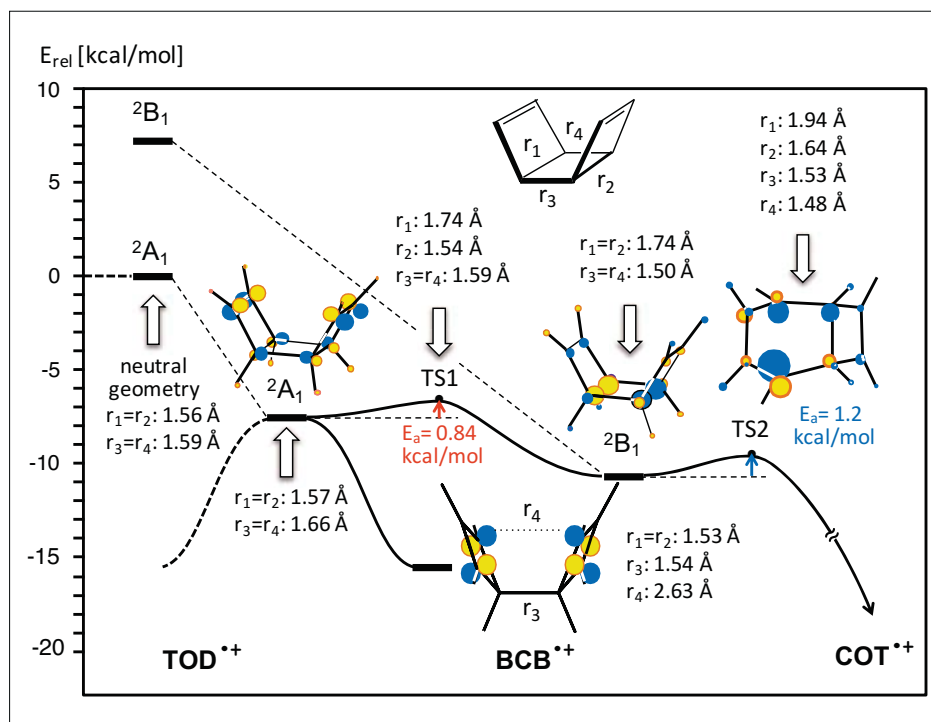 E_rel [kcal/mol]
10
5
0
-5
-10
-15
-20
²B₁
²A₁
neutral
geometry
r₁=r₂: 1.56 Å
r₃=r₄: 1.59 Å
²A₁
r₁=r₂: 1.57 Å
r₃=r₄: 1.66 Å
r₁
r₄
r₃
r₂
r₁: 1.74 Å
r₂: 1.54 Å
r₃=r₄: 1.59 Å
TS1
Eₐ= 0.84
kcal/mol
r₁=r₂: 1.74 Å
r₃=r₄: 1.50 Å
²B₁
r₁: 1.94 Å
r₂: 1.64 Å
r₃: 1.53 Å
r₄: 1.48 Å
Eₐ= 1.2
kcal/mol
TS2
r₄
r₃
r₁=r₂: 1.53 Å
r₃: 1.54 Å
r₄: 2.63 Å
TOD•+
BCB•+
COT•+